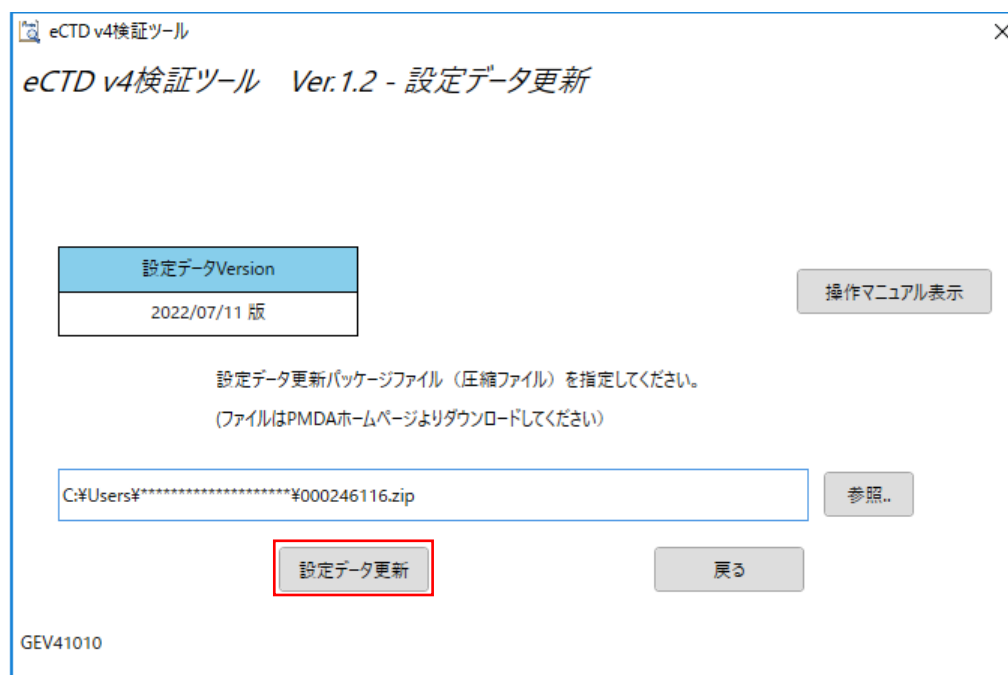 eCTD v4検証ツール
eCTD v4検証ツール　Ver.1.2 - 設定データ更新
設定データVersion
2022/07/11 版
操作マニュアル表示
設定データ更新パッケージファイル（圧縮ファイル）を指定してください。
(ファイルはPMDAホームページよりダウンロードしてください）
C:¥Users¥********************¥000246116.zip
参照..
設定データ更新
戻る
GEV41010